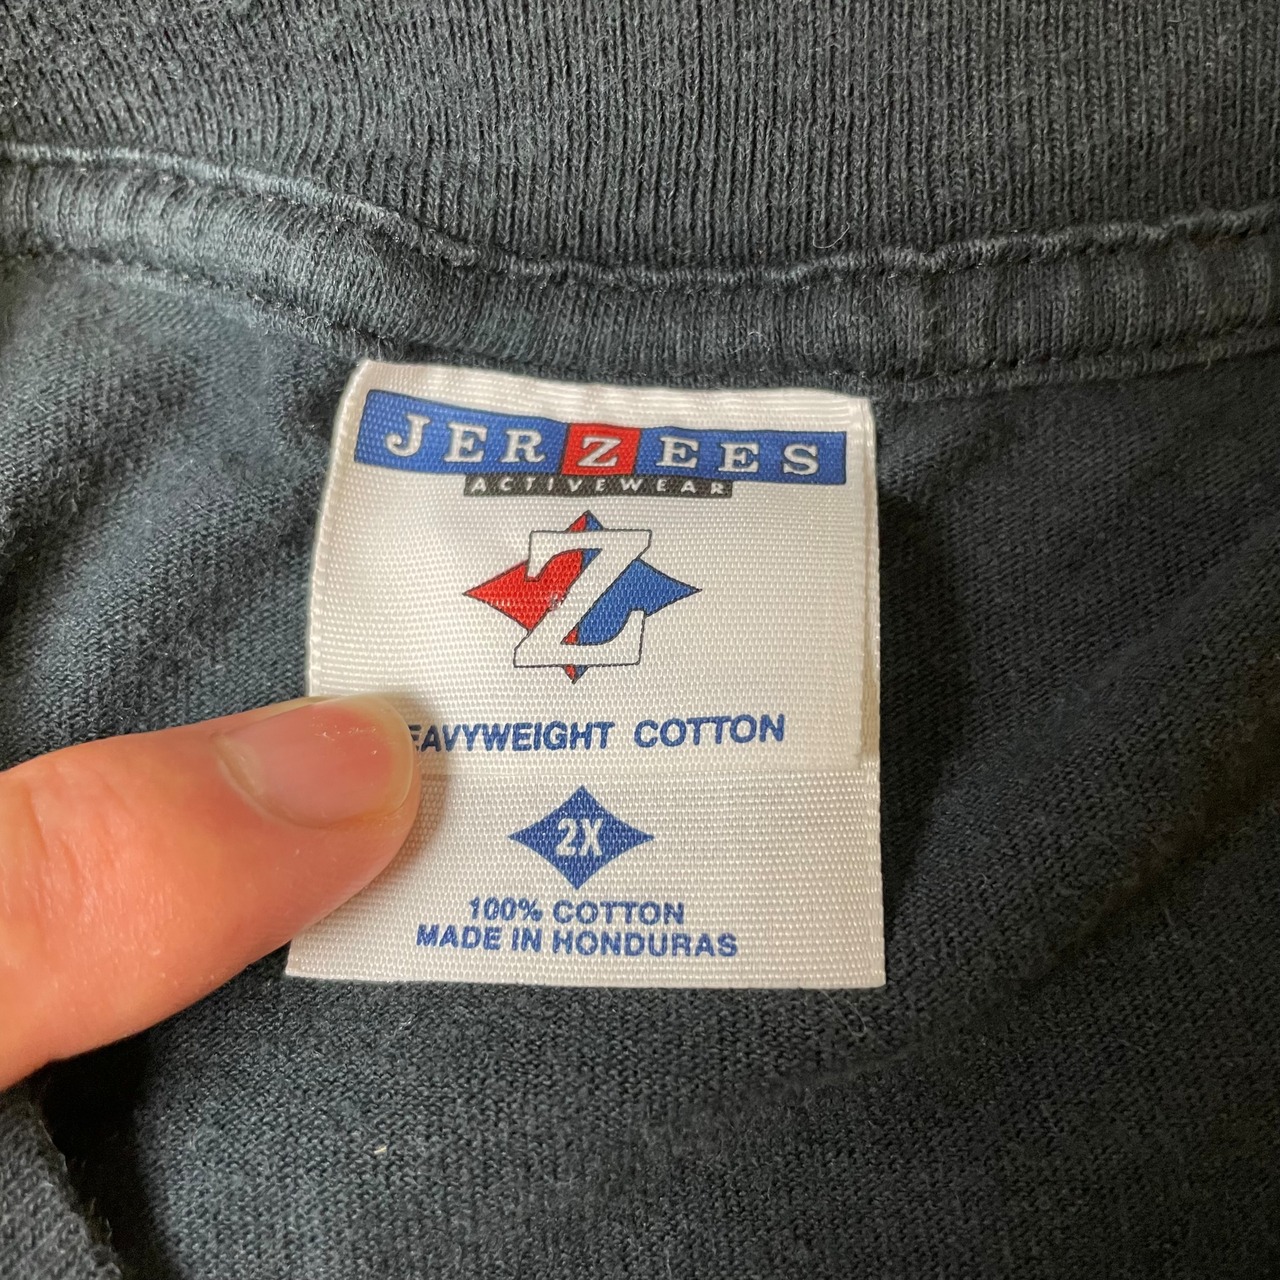 JERZEES
ACTIVEWEAR
Z
EAVYWEIGHT COTTON
2X
100% COTTON
MADE IN HONDURAS